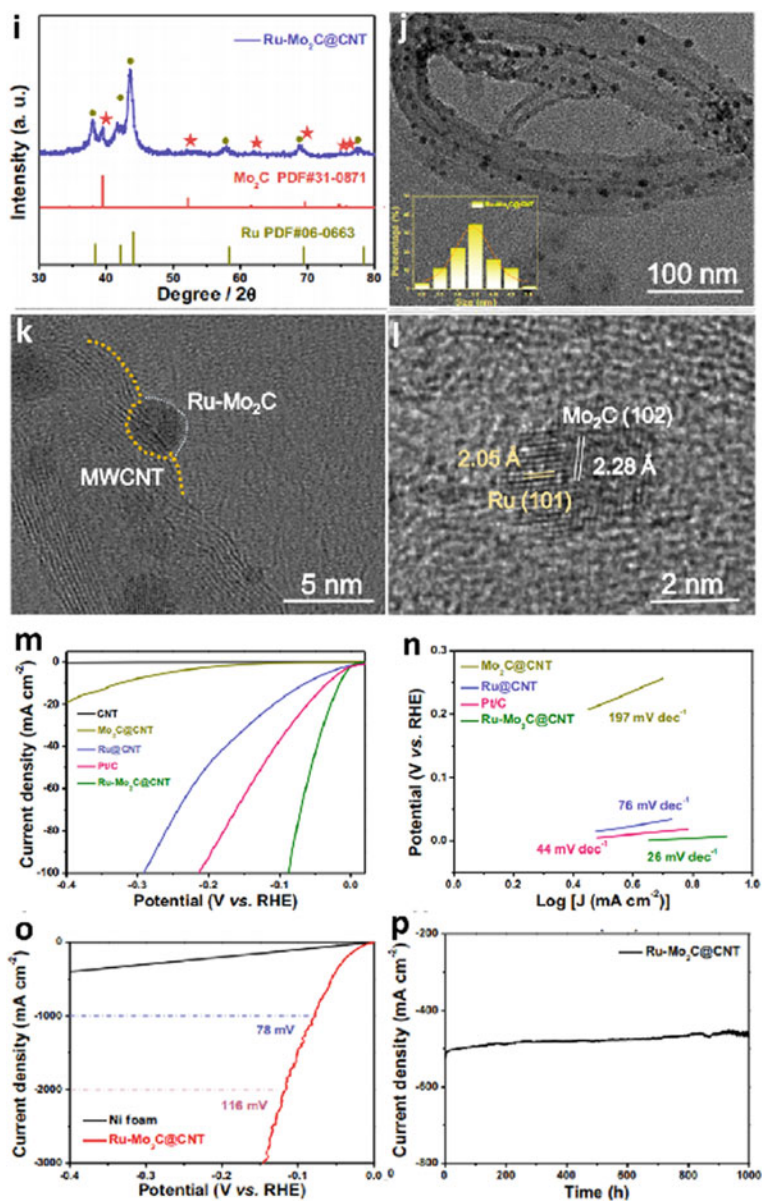 i
Ru-Mo₂C@CNT
Intensity (a. u.)
Mo₂C PDF#31-0871
Ru PDF#06-0663
30 40 50 60 70 80
Degree / 2θ
j
Percentage (%)
Ru-Mo₂C@CNT
Size (nm)
100 nm
k
Ru-Mo₂C
MWCNT
5 nm
l
Mo₂C (102)
2.05 Å
2.28 Å
Ru (101)
2 nm
m
Current density (mA cm⁻²)
0
-20
-40
-60
-80
-100
CNT
Mo₂C@CNT
Ru@CNT
Pt/C
Ru-Mo₂C@CNT
-0.4 -0.3 -0.2 -0.1 0.0
Potential (V vs. RHE)
n
Potential (V vs. RHE)
0.3
0.2
0.1
0.0
Mo₂C@CNT
Ru@CNT
Pt/C
Ru-Mo₂C@CNT
197 mV dec⁻¹
76 mV dec⁻¹
44 mV dec⁻¹
26 mV dec⁻¹
0.0 0.2 0.4 0.6 0.8 1.0
Log [J (mA cm⁻²)]
o
Current density (mA cm⁻²)
0
-1000
-2000
-3000
78 mV
116 mV
Ni foam
Ru-Mo₂C@CNT
-0.4 -0.3 -0.2 -0.1 0.0
Potential (V vs. RHE)
p
Current density (mA cm⁻²)
-200
-400
-600
-800
Ru-Mo₂C@CNT
0 200 400 600 800 1000
Time (h)